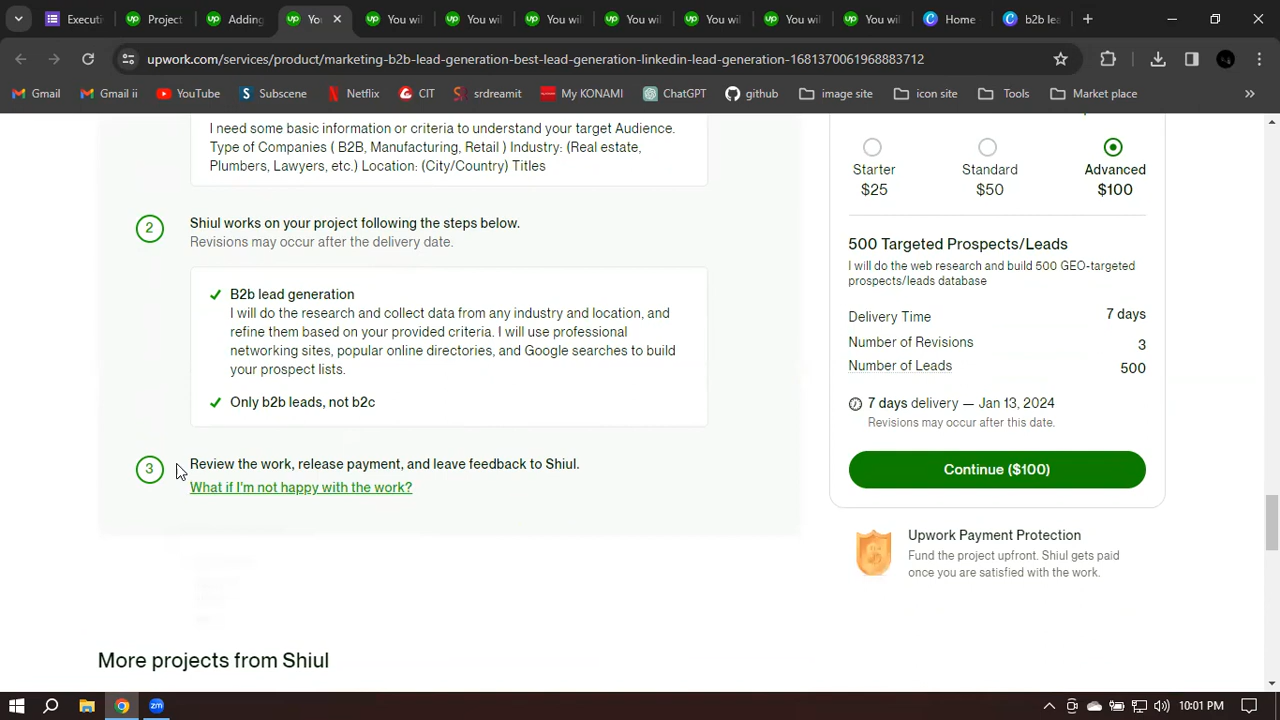 Executi
Project
Adding
Yo
You wi
You wi
You wi
You wi
You wi
You wi
You wi
Home
b2b lea
upwork.com/services/product/marketing-b2b-lead-generation-best-lead-generation-linkedin-lead-generation-1681370061968883712
Gmail
Gmail ii
YouTube
Subscene
Netflix
CIT
srdreamit
My KONAMI
ChatGPT
github
image site
icon site
Tools
Market place
I need some basic information or criteria to understand your target Audience.
Type of Companies ( B2B, Manufacturing, Retail ) Industry: (Real estate,
Plumbers, Lawyers, etc.) Location: (City/Country) Titles
2
Shiul works on your project following the steps below.
Revisions may occur after the delivery date.
B2b lead generation
I will do the research and collect data from any industry and location, and
refine them based on your provided criteria. I will use professional
networking sites, popular online directories, and Google searches to build
your prospect lists.
Only b2b leads, not b2c
3
Review the work, release payment, and leave feedback to Shiul.
What if I'm not happy with the work?
More projects from Shiul
Starter
$25
Standard
$50
Advanced
$100
500 Targeted Prospects/Leads
I will do the web research and build 500 GEO-targeted
prospects/leads database
Delivery Time 7 days
Number of Revisions 3
Number of Leads 500
7 days delivery — Jan 13, 2024
Revisions may occur after this date.
Continue ($100)
Upwork Payment Protection
Fund the project upfront. Shiul gets paid
once you are satisfied with the work.
10:01 PM